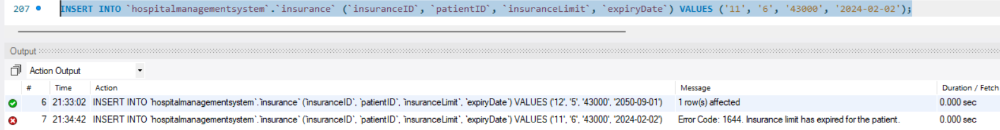 207 INSERT INTO `hospitalmanagementsystem`.`insurance` (`insuranceID`, `patientID`, `insuranceLimit`, `expiryDate`) VALUES ('11', '6', '43000', '2024-02-02');
Output
Action Output
# Time Action Message Duration / Fetch
6 21:33:02 INSERT INTO `hospitalmanagementsystem`.`insurance` (`insuranceID`, `patientID`, `insuranceLimit`, `expiryDate`) VALUES ('12', '5', '43000', '2050-09-01') 1 row(s) affected 0.000 sec
7 21:34:42 INSERT INTO `hospitalmanagementsystem`.`insurance` (`insuranceID`, `patientID`, `insuranceLimit`, `expiryDate`) VALUES ('11', '6', '43000', '2024-02-02') Error Code: 1644. Insurance limit has expired for the patient. 0.000 sec